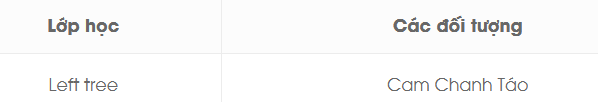 Lớp học Các đối tượng
Left tree Cam Chanh Táo